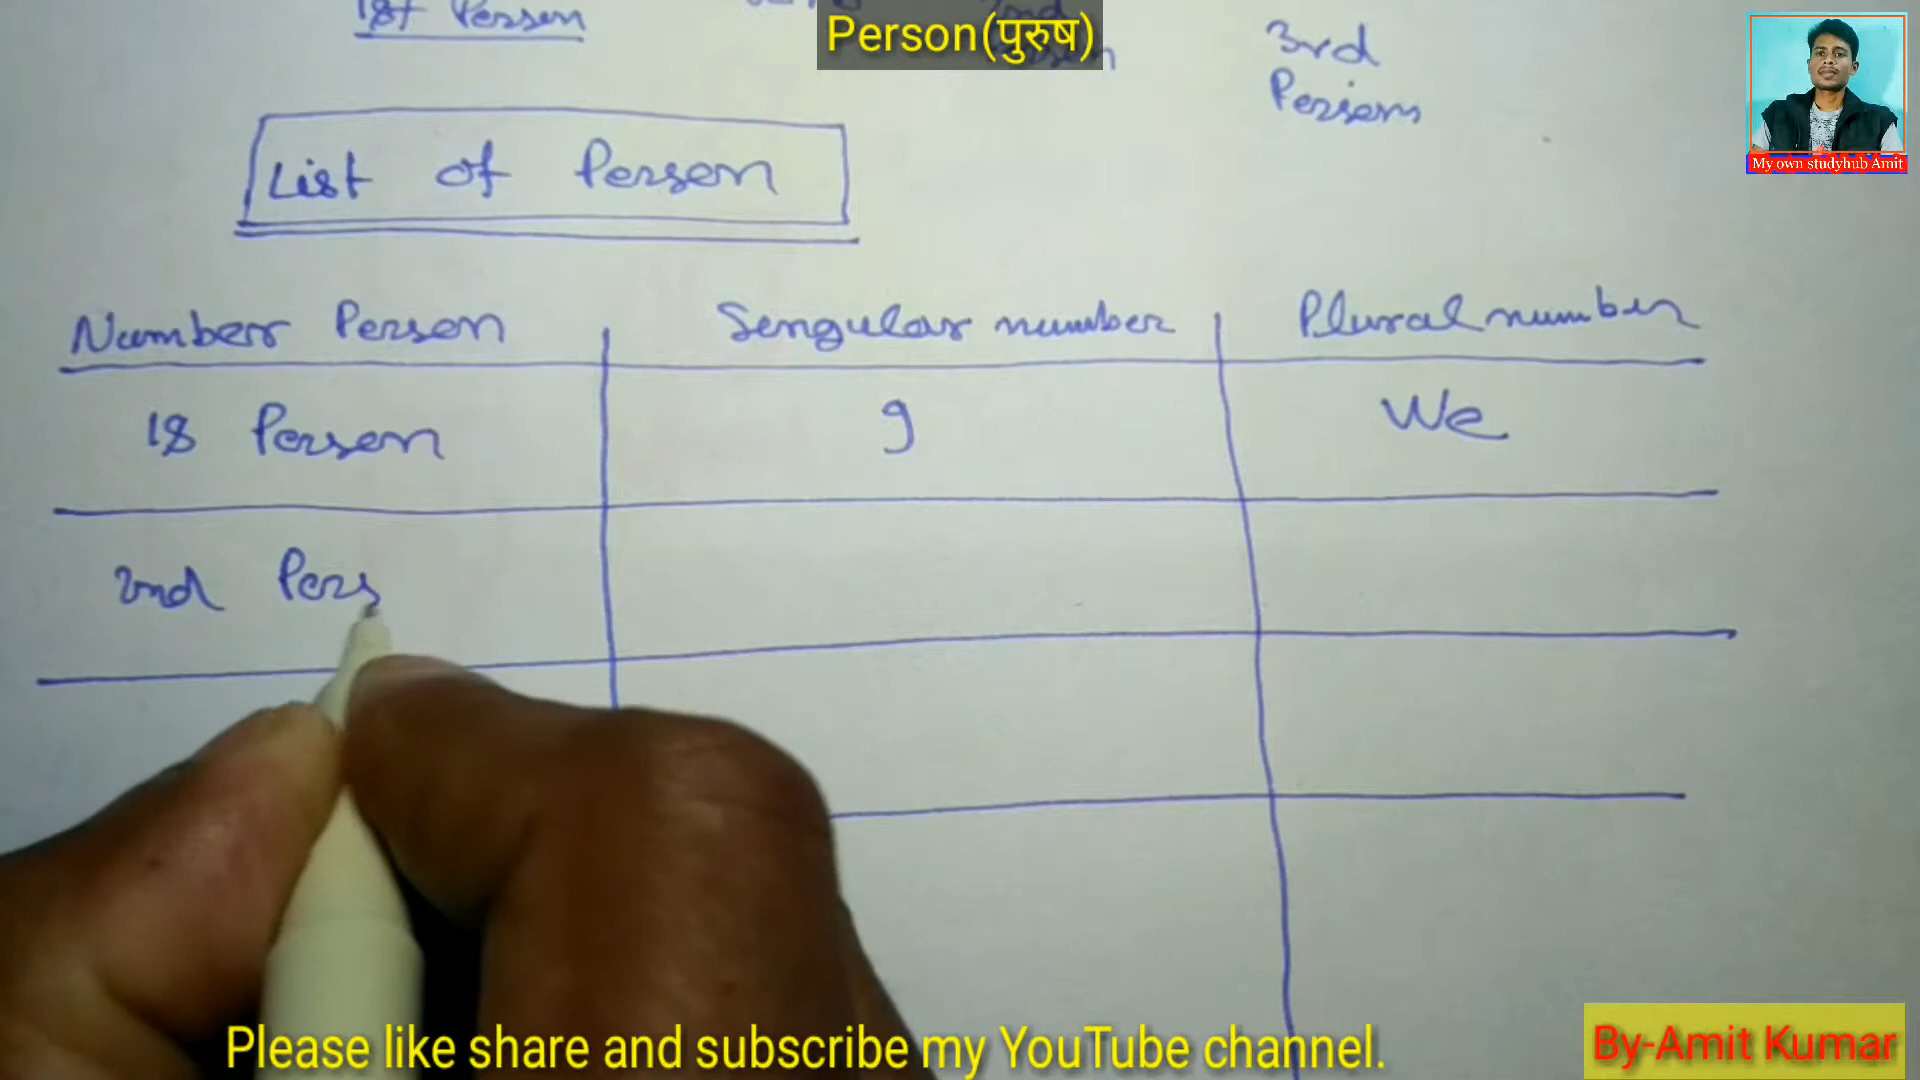 1st Person
Person(पुरुष)
3rd
Person
My own studyhub Amit
List of Person
Number Person Sengular number Plural number
1s Person I We
2nd Pers
Please like share and subscribe my YouTube channel.
By-Amit Kumar